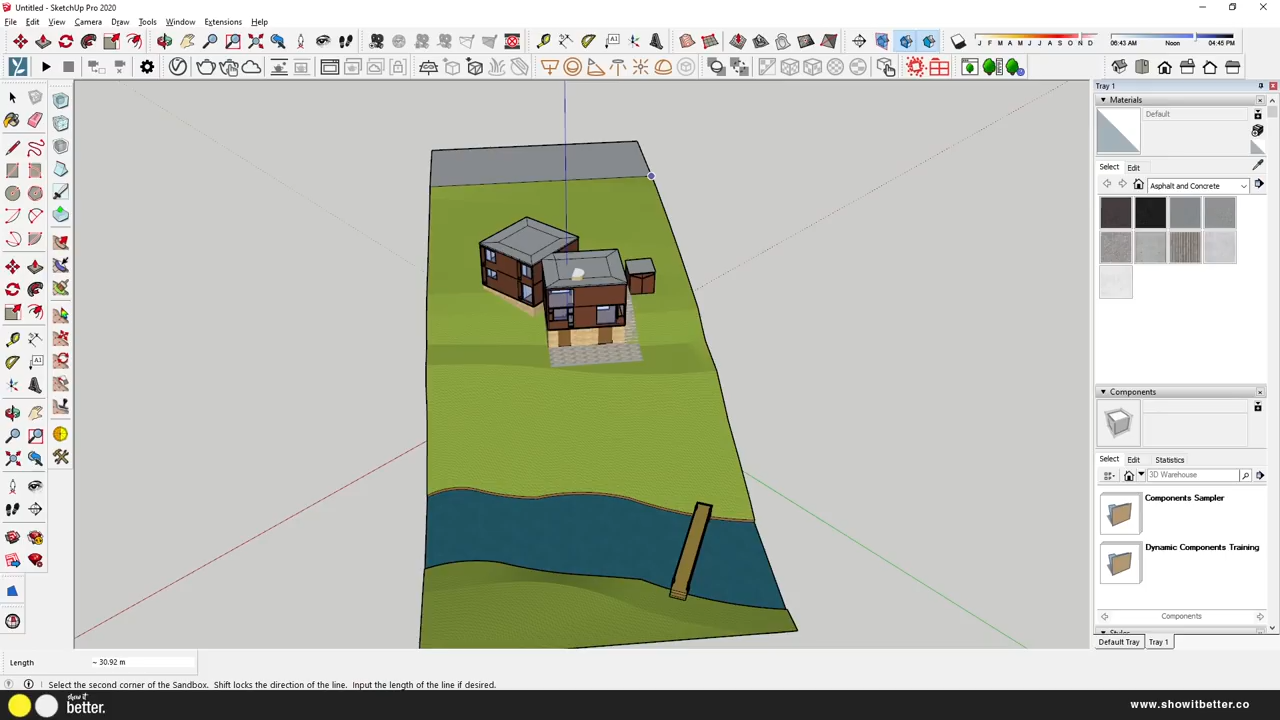 Untitled - SketchUp Pro 2020
File Edit View Camera Draw Tools Window Extensions Help
J F M A M J J A S O N D
06:43 AM Noon 04:45 PM
Tray 1
Materials
Default
Select Edit
Asphalt and Concrete
Components
Select Edit Statistics
3D Warehouse
Components Sampler
Dynamic Components Training
Components
Styles
Default Tray Tray 1
Length ~ 30.92 m
Select the second corner of the Sandbox. Shift locks the direction of the line. Input the length of the line if desired.
show it
better.
www.showitbetter.co